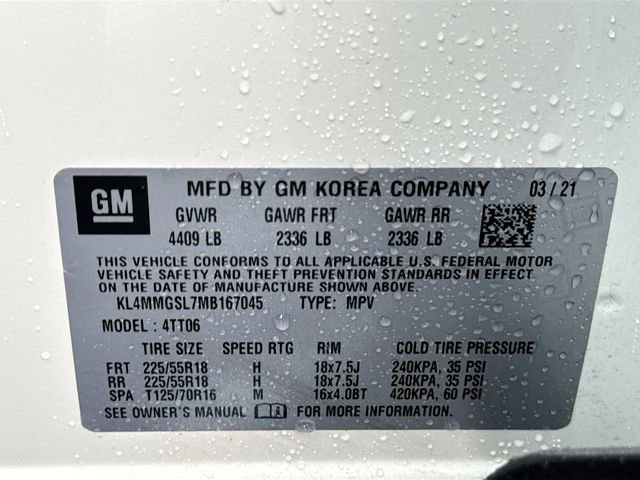 GM MFD BY GM KOREA COMPANY 03/21
GVWR GAWR FRT GAWR RR
4409 LB 2336 LB 2336 LB
THIS VEHICLE CONFORMS TO ALL APPLICABLE U.S. FEDERAL MOTOR
VEHICLE SAFETY AND THEFT PREVENTION STANDARDS IN EFFECT
ON THE DATE OF MANUFACTURE SHOWN ABOVE.
KL4MMGSL7MB167045 TYPE: MPV
MODEL : 4TT06
TIRE SIZE SPEED RTG RIM COLD TIRE PRESSURE
FRT 225/55R18 H 18x7.5J 240KPA, 35 PSI
RR 225/55R18 H 18x7.5J 240KPA, 35 PSI
SPA T125/70R16 M 16x4.0BT 420KPA, 60 PSI
SEE OWNER'S MANUAL FOR MORE INFORMATION.